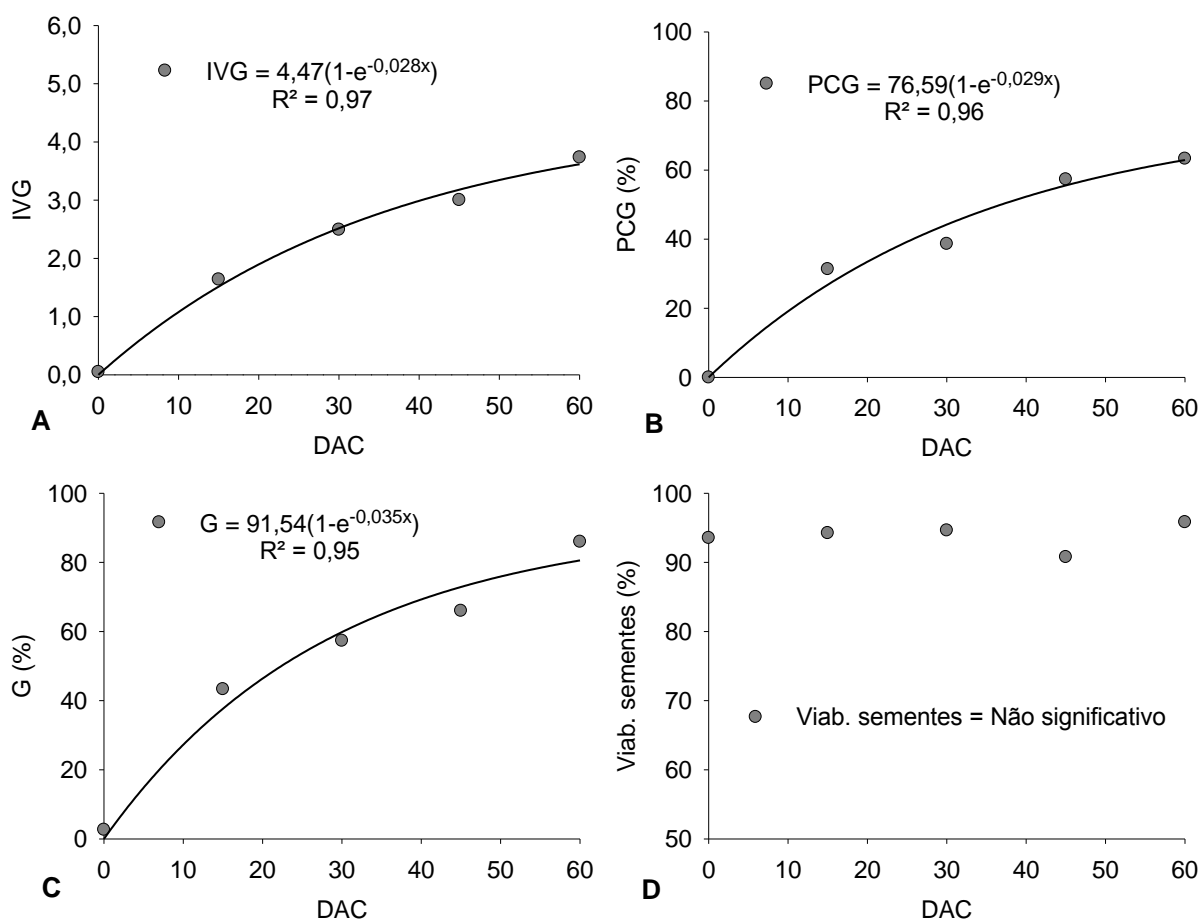 6,0
5,0
4,0
3,0
2,0
1,0
0,0
IVG
IVG = 4,47(1-e^-0,028x)
R² = 0,97
0 10 20 30 40 50 60
DAC
A
100
80
60
40
20
0
PCG (%)
PCG = 76,59(1-e^-0,029x)
R² = 0,96
0 10 20 30 40 50 60
DAC
B
100
80
60
40
20
0
G (%)
G = 91,54(1-e^-0,035x)
R² = 0,95
0 10 20 30 40 50 60
DAC
C
100
90
80
70
60
50
Viab. sementes (%)
Viab. sementes = Não significativo
0 10 20 30 40 50 60
DAC
D